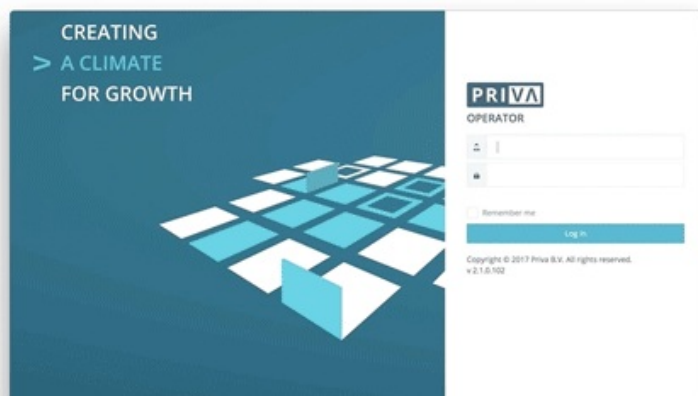 CREATING
> A CLIMATE
FOR GROWTH
PRIVA
OPERATOR
Remember me
Log in
Copyright © 2017 Priva B.V. All rights reserved.
v 2.1.0.102